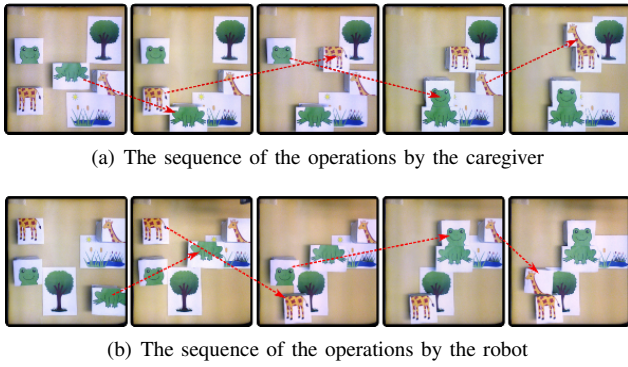 (a) The sequence of the operations by the caregiver
(b) The sequence of the operations by the robot